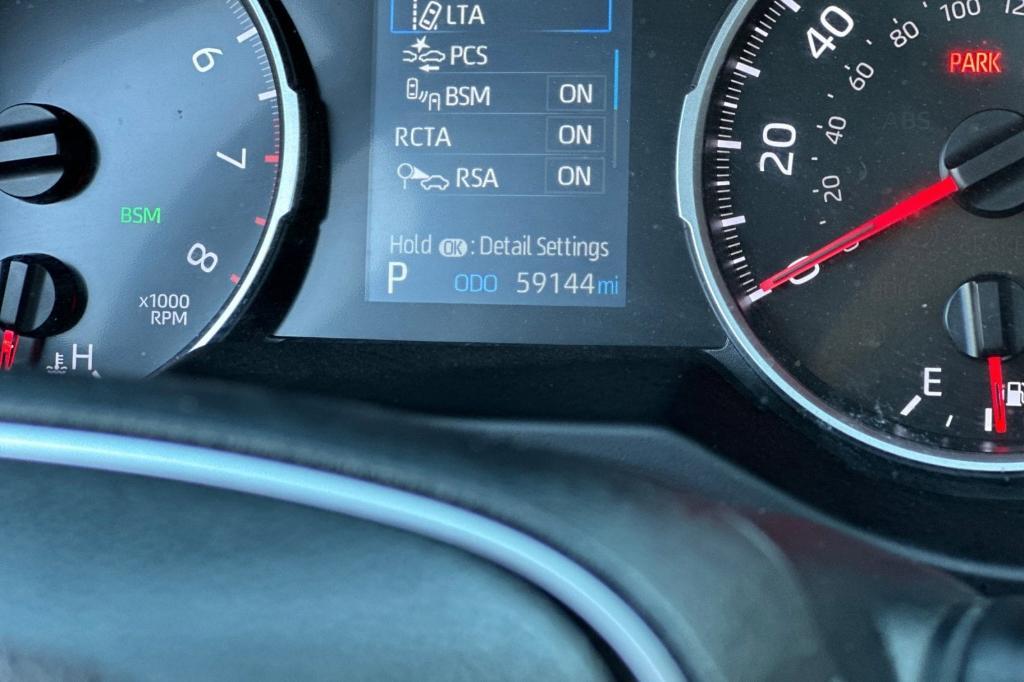 LTA
PCS
BSM ON
RCTA ON
RSA ON
Hold OK : Detail Settings
P ODO 59144 mi
6
7
8
BSM
x1000
RPM
H
PARK
40
20
0
100
80
60
40
20
E